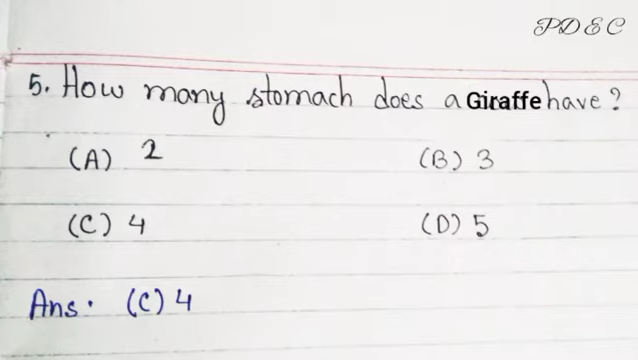 PDEC
5. How many stomach does a Giraffe have?
(A) 2 (B) 3
(C) 4 (D) 5
Ans. (C) 4